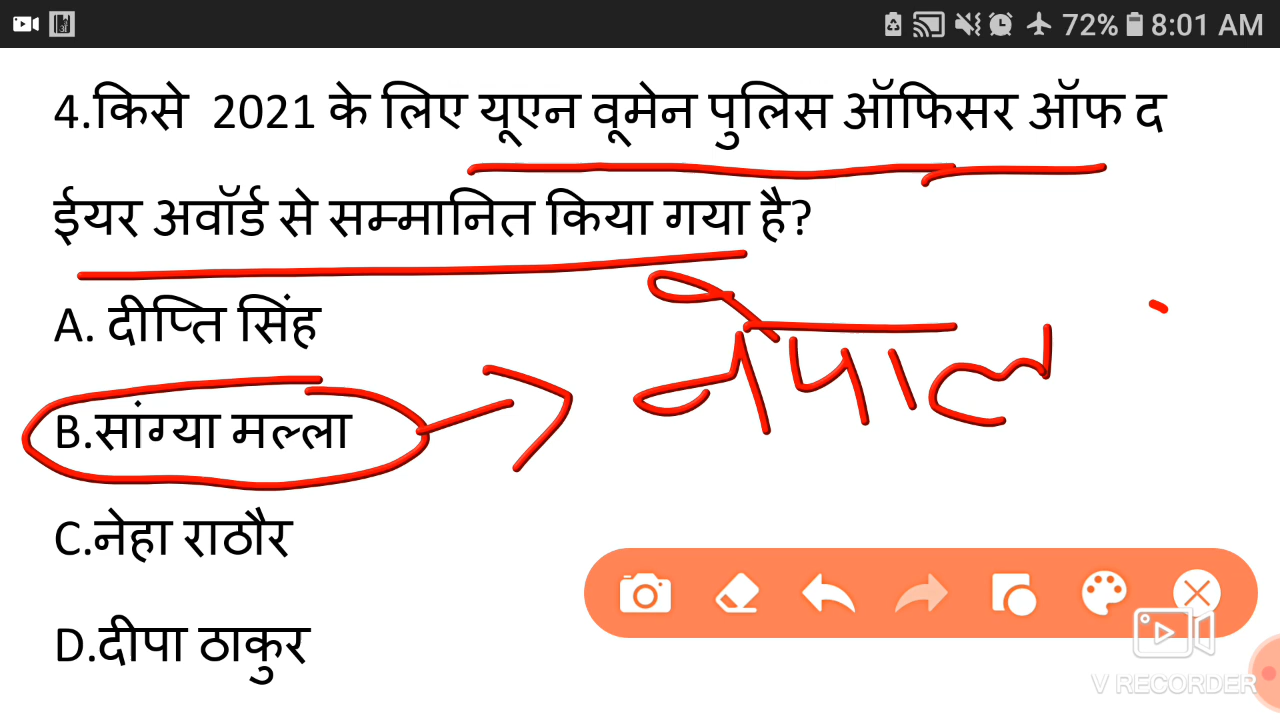 72% 8:01 AM
4.किसे 2021 के लिए यूएन वूमेन पुलिस ऑफिसर ऑफ द
ईयर अवॉर्ड से सम्मानित किया गया है?
A. दीप्ति सिंह
B.सांग्या मल्ला
नेपाल
C.नेहा राठौर
D.दीपा ठाकुर
V RECORDER